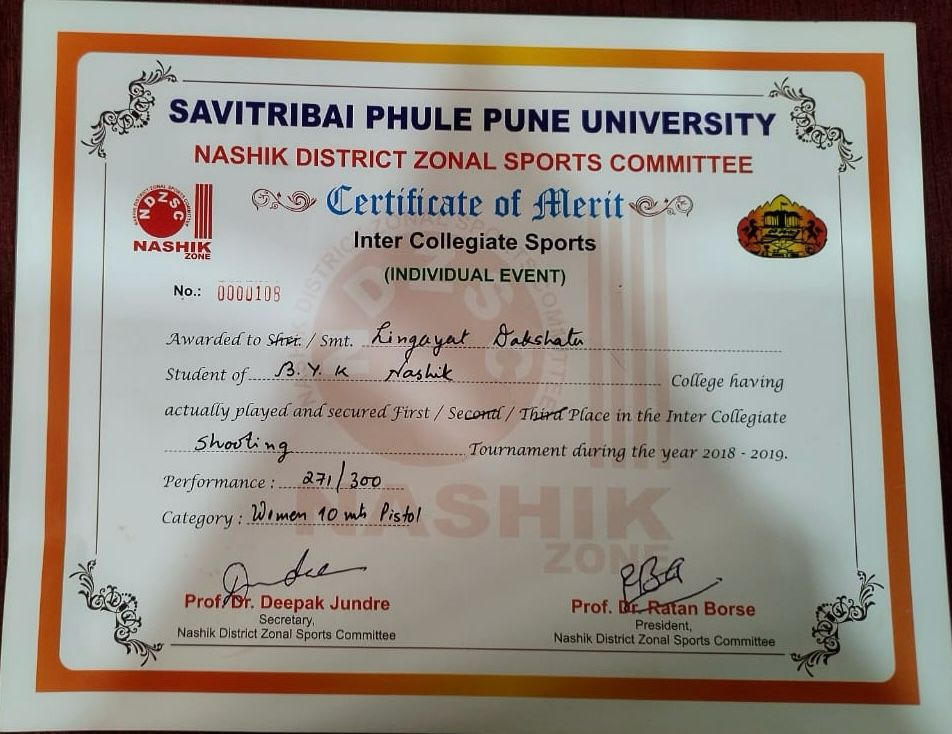 SAVITRIBAI PHULE PUNE UNIVERSITY
NASHIK DISTRICT ZONAL SPORTS COMMITTEE
Certificate of Merit
NDZSC
NASHIK
ZONE
Inter Collegiate Sports
(INDIVIDUAL EVENT)
No.: 0000108
Awarded to Shri. / Smt. Lingayat Dakshata
Student of B. Y. K Nashik College having
actually played and secured First / Second / Third Place in the Inter Collegiate
Shooting Tournament during the year 2018 - 2019.
Performance : 271/300
Category : Women 10 mts Pistol
NASHIK
ZONE
Prof. Dr. Deepak Jundre
Secretary,
Nashik District Zonal Sports Committee
Prof. Dr. Ratan Borse
President,
Nashik District Zonal Sports Committee